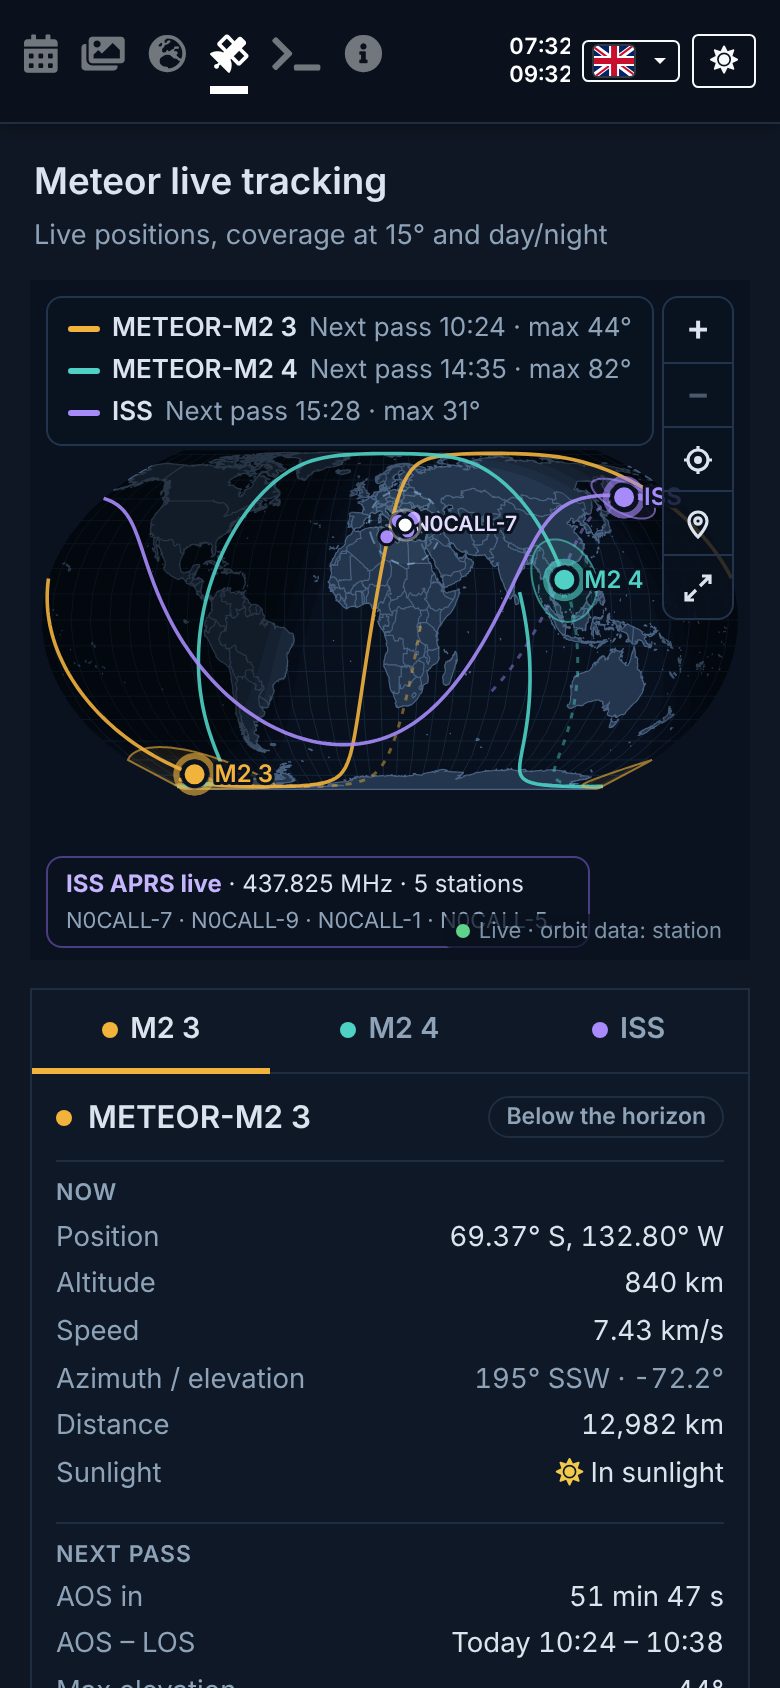 07:32
09:32
Meteor live tracking
Live positions, coverage at 15° and day/night
METEOR-M2 3 Next pass 10:24 · max 44°
METEOR-M2 4 Next pass 14:35 · max 82°
ISS Next pass 15:28 · max 31°
+
−
ISS
N0CALL-7
M2 4
M2 3
ISS APRS live · 437.825 MHz · 5 stations
N0CALL-7 · N0CALL-9 · N0CALL-1 · N0CALL-5
Live · orbit data: station
M2 3
M2 4
ISS
METEOR-M2 3
Below the horizon
NOW
Position 69.37° S, 132.80° W
Altitude 840 km
Speed 7.43 km/s
Azimuth / elevation 195° SSW · -72.2°
Distance 12,982 km
Sunlight In sunlight
NEXT PASS
AOS in 51 min 47 s
AOS – LOS Today 10:24 – 10:38
Max elevation 44°